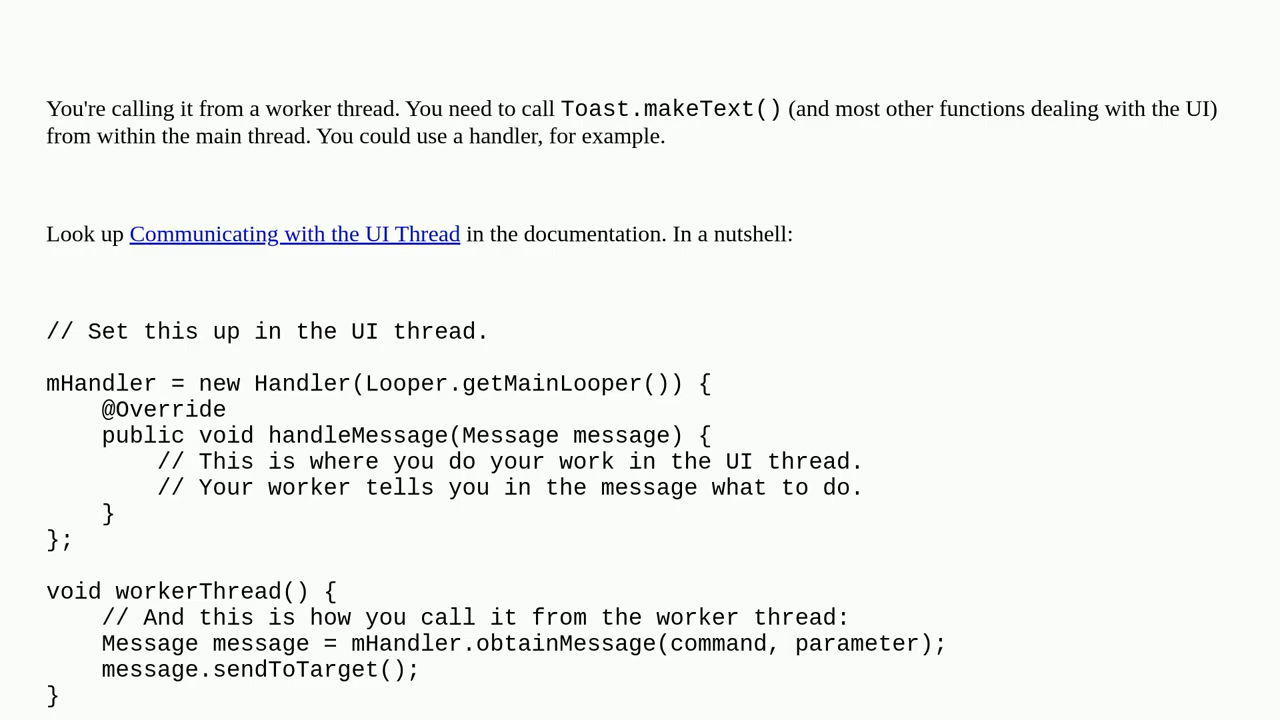 You're calling it from a worker thread. You need to call Toast.makeText() (and most other functions dealing with the UI)
from within the main thread. You could use a handler, for example.
Look up Communicating with the UI Thread in the documentation. In a nutshell:
// Set this up in the UI thread.
mHandler = new Handler(Looper.getMainLooper()) {
    @Override
    public void handleMessage(Message message) {
        // This is where you do your work in the UI thread.
        // Your worker tells you in the message what to do.
    }
};
void workerThread() {
    // And this is how you call it from the worker thread:
    Message message = mHandler.obtainMessage(command, parameter);
    message.sendToTarget();
}